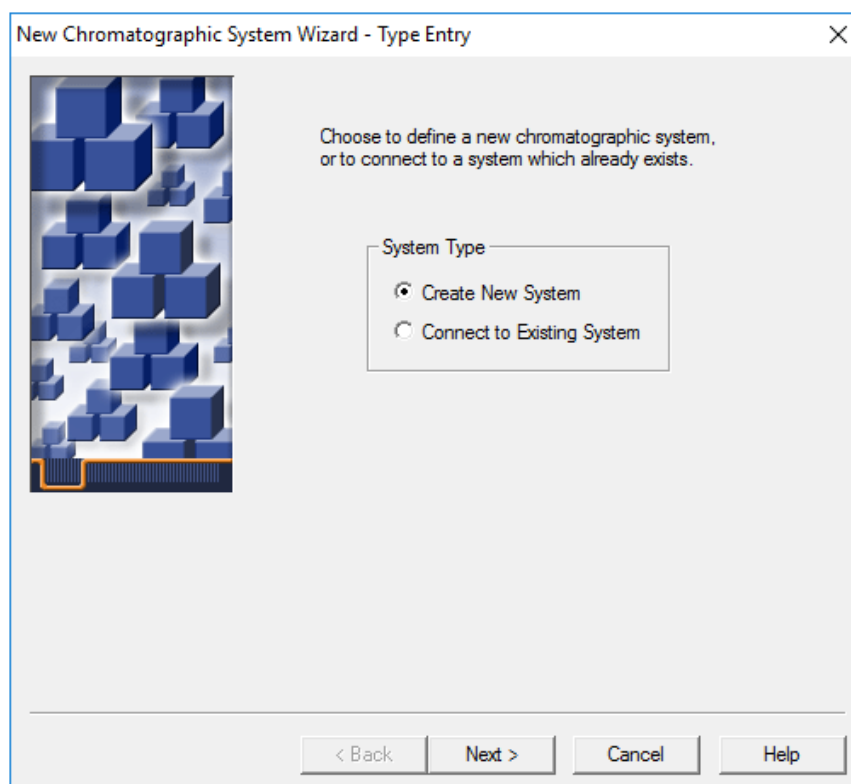 New Chromatographic System Wizard - Type Entry
Choose to define a new chromatographic system,
or to connect to a system which already exists.
System Type
Create New System
Connect to Existing System
< Back Next > Cancel Help